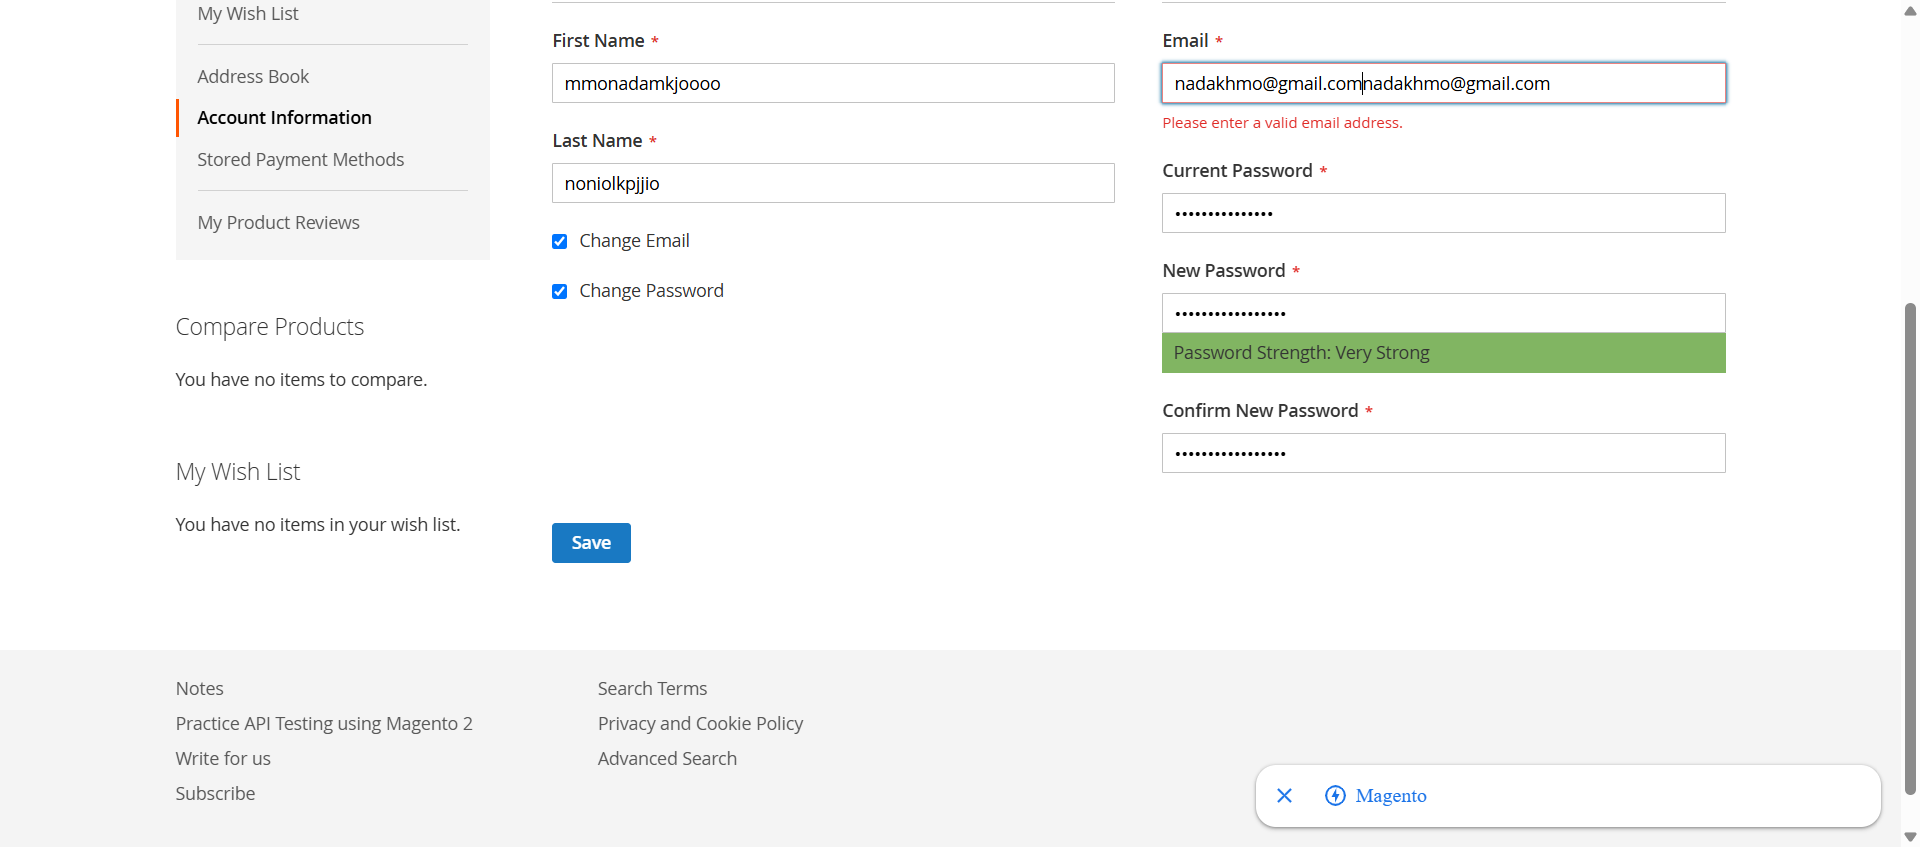 My Wish List
Address Book
Account Information
Stored Payment Methods
My Product Reviews
Compare Products
You have no items to compare.
My Wish List
You have no items in your wish list.
First Name *
mmonadamkjoooo
Last Name *
noniolkpjjio
Change Email
Change Password
Email *
nadakhmo@gmail.comnadakhmo@gmail.com
Please enter a valid email address.
Current Password *
•••••••••••••••
New Password *
•••••••••••••••••
Password Strength: Very Strong
Confirm New Password *
•••••••••••••••••
Save
Notes
Practice API Testing using Magento 2
Write for us
Subscribe
Search Terms
Privacy and Cookie Policy
Advanced Search
Magento